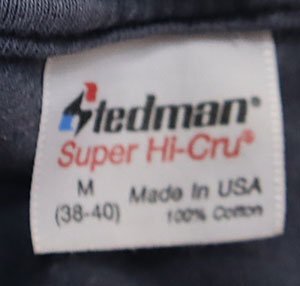 Stedman®
Super Hi-Cru®
M Made In USA
(38-40) 100% Cotton